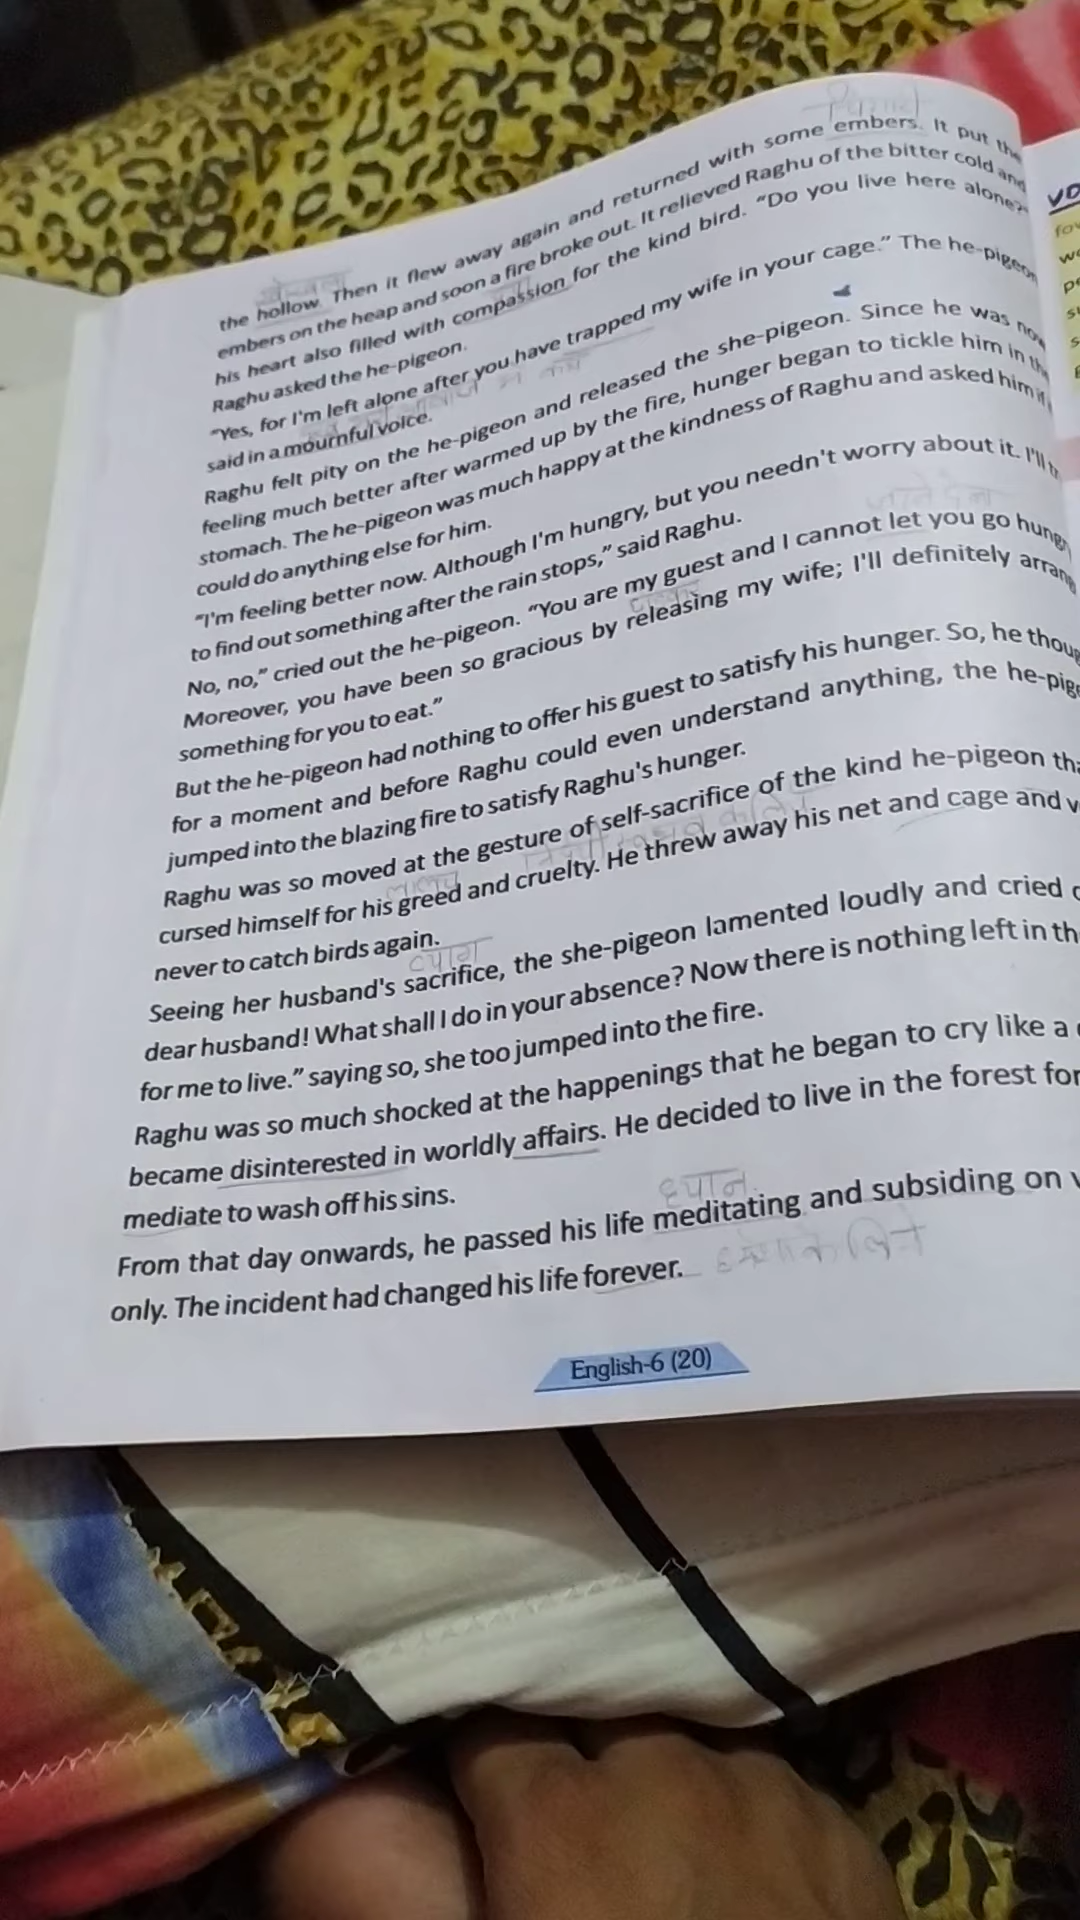 the hollow. Then it flew away again and returned with some embers. It put the
embers on the heap and soon a fire broke out. It relieved Raghu of the bitter cold and
his heart also filled with compassion for the kind bird. “Do you live here alone?”
Raghu asked the he-pigeon.
“Yes, for I'm left alone after you have trapped my wife in your cage.” The he-pigeon
said in a mournful voice.
Raghu felt pity on the he-pigeon and released the she-pigeon. Since he was now
feeling much better after warmed up by the fire, hunger began to tickle him in the
stomach. The he-pigeon was much happy at the kindness of Raghu and asked him if
could do anything else for him.
“I'm feeling better now. Although I'm hungry, but you needn't worry about it. I'll
to find out something after the rain stops,” said Raghu.
जाने देना
No, no,” cried out the he-pigeon. “You are my guest and I cannot let you go hungry
Moreover, you have been so gracious by releasing my wife; I'll definitely
something for you to eat.”
But the he-pigeon had nothing to offer his guest to satisfy his hunger. So, he
for a moment and before Raghu could even understand anything, the
jumped into the blazing fire to satisfy Raghu's hunger.
Raghu was so moved at the gesture of self-sacrifice of the kind he-pigeon
लालच
cursed himself for his greed and cruelty. He threw away his net and cage and
never to catch birds again.
त्याग
Seeing her husband's sacrifice, the she-pigeon lamented loudly and cried
dear husband! What shall I do in your absence? Now there is nothing left in
for me to live.” saying so, she too jumped into the fire.
Raghu was so much shocked at the happenings that he began to cry like a
became disinterested in worldly affairs. He decided to live in the forest
mediate to wash off his sins.
ध्यान
From that day onwards, he passed his life meditating and subsiding on
only. The incident had changed his life forever.
हमेशा के लिये
English-6 (20)